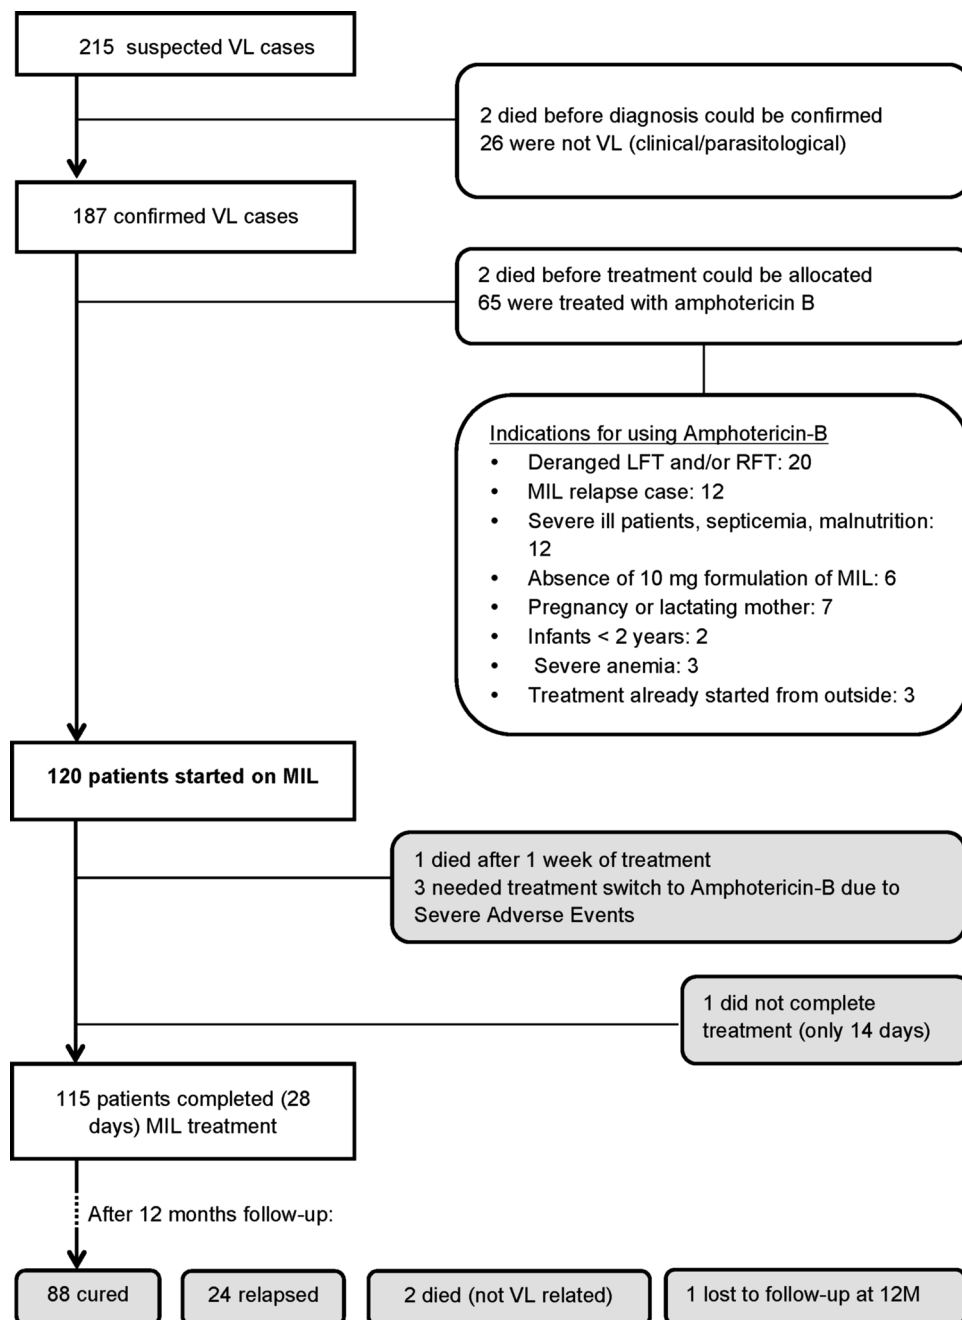 215 suspected VL cases
2 died before diagnosis could be confirmed
26 were not VL (clinical/parasitological)
187 confirmed VL cases
2 died before treatment could be allocated
65 were treated with amphotericin B
Indications for using Amphotericin-B
• Deranged LFT and/or RFT: 20
• MIL relapse case: 12
• Severe ill patients, septicemia, malnutrition:
12
• Absence of 10 mg formulation of MIL: 6
• Pregnancy or lactating mother: 7
• Infants < 2 years: 2
• Severe anemia: 3
• Treatment already started from outside: 3
120 patients started on MIL
1 died after 1 week of treatment
3 needed treatment switch to Amphotericin-B due to
Severe Adverse Events
1 did not complete
treatment (only 14 days)
115 patients completed (28
days) MIL treatment
After 12 months follow-up:
88 cured
24 relapsed
2 died (not VL related)
1 lost to follow-up at 12M